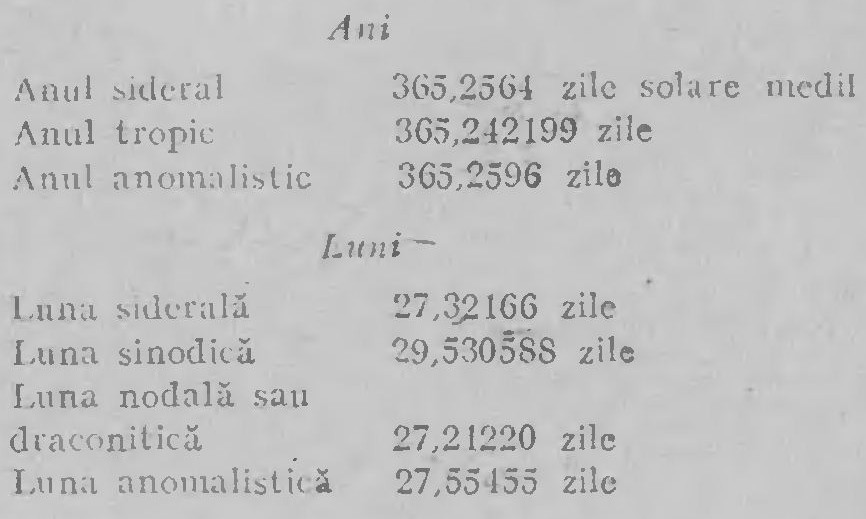 Ani
Anul sideral 365,2564 zile solare medii
Anul tropic 365,242199 zile
Anul anomalistic 365,2596 zile
Luni
Luna siderală 27,32166 zile
Luna sinodică 29,530588 zile
Luna nodală sau
draconitică 27,21220 zile
Luna anomalistică 27,55455 zile